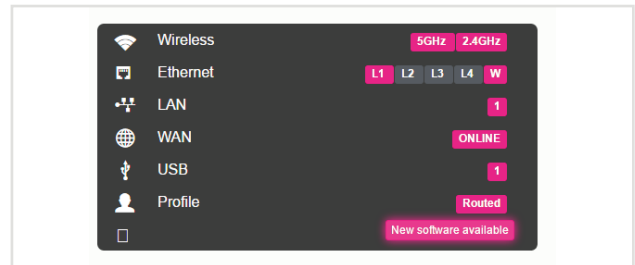 Wireless 5GHz 2.4GHz
Ethernet L1 L2 L3 L4 W
LAN 1
WAN ONLINE
USB 1
Profile Routed
New software available